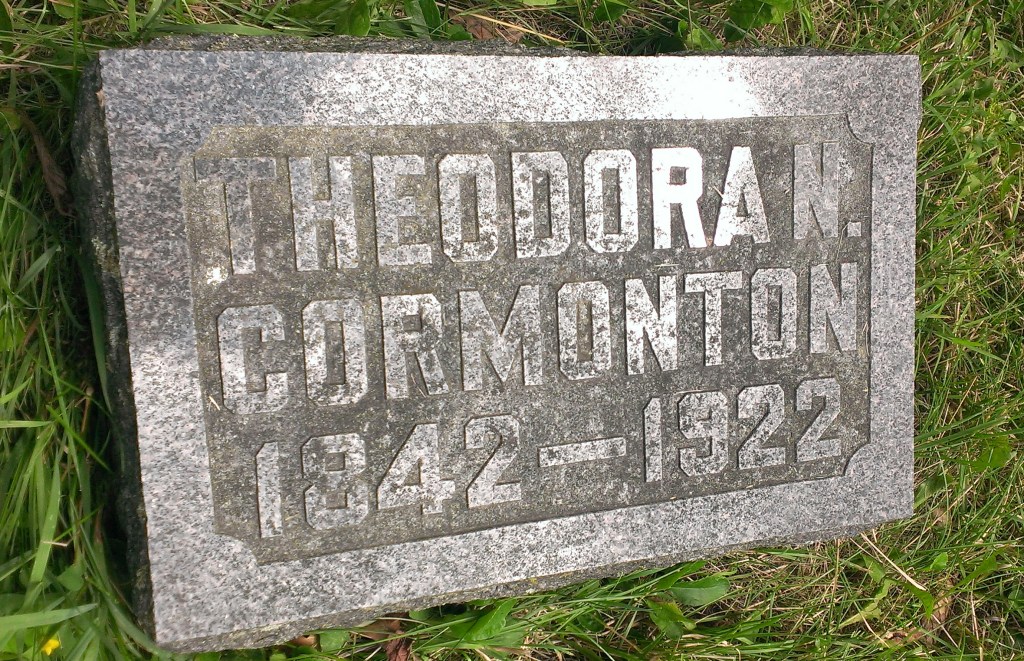 THEODORA N.
CORMONTON
1842—1922